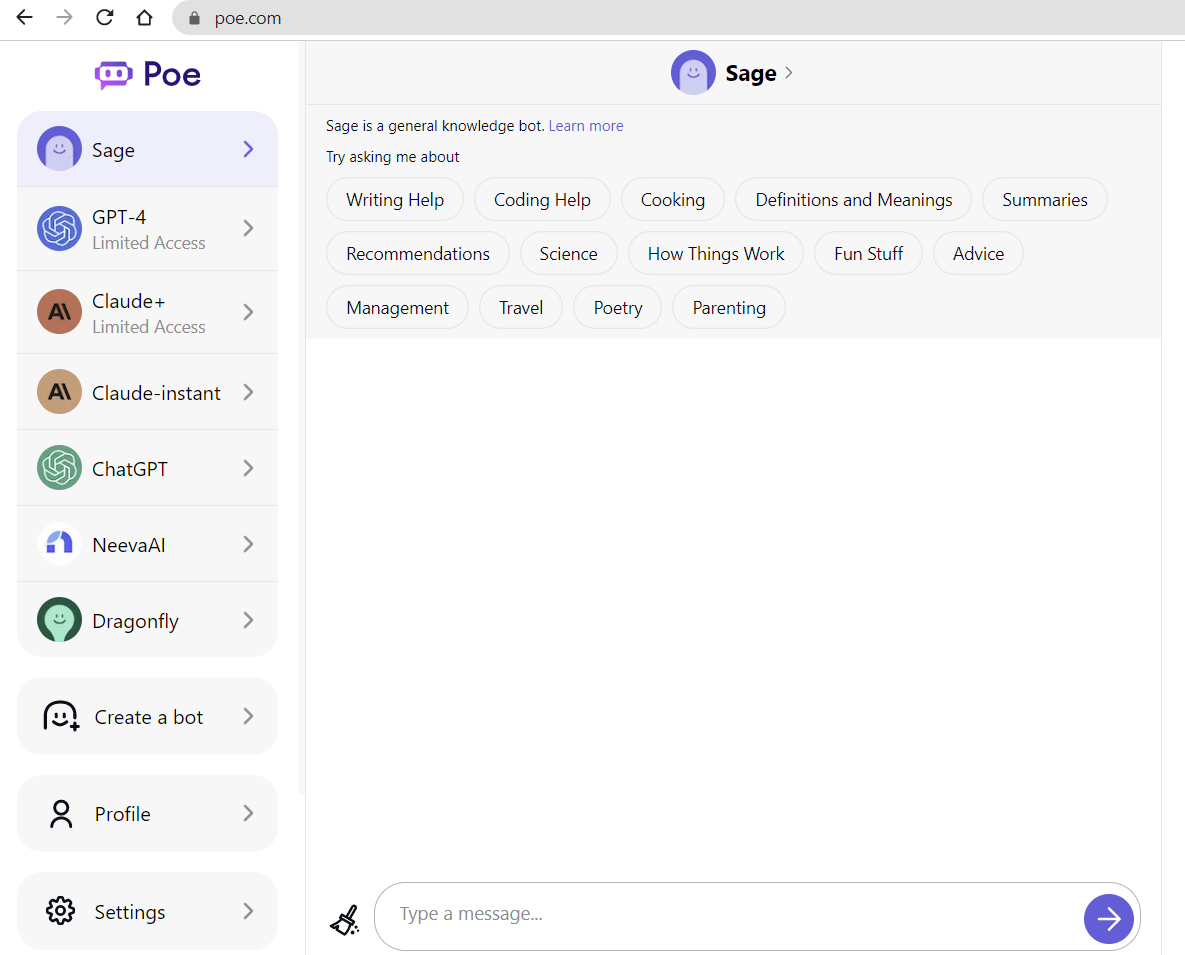 poe.com
Poe
Sage
GPT-4
Limited Access
Claude+
Limited Access
Claude-instant
ChatGPT
NeevaAI
Dragonfly
Create a bot
Profile
Settings
Sage
Sage is a general knowledge bot. Learn more
Try asking me about
Writing Help Coding Help Cooking Definitions and Meanings Summaries
Recommendations Science How Things Work Fun Stuff Advice
Management Travel Poetry Parenting
Type a message...